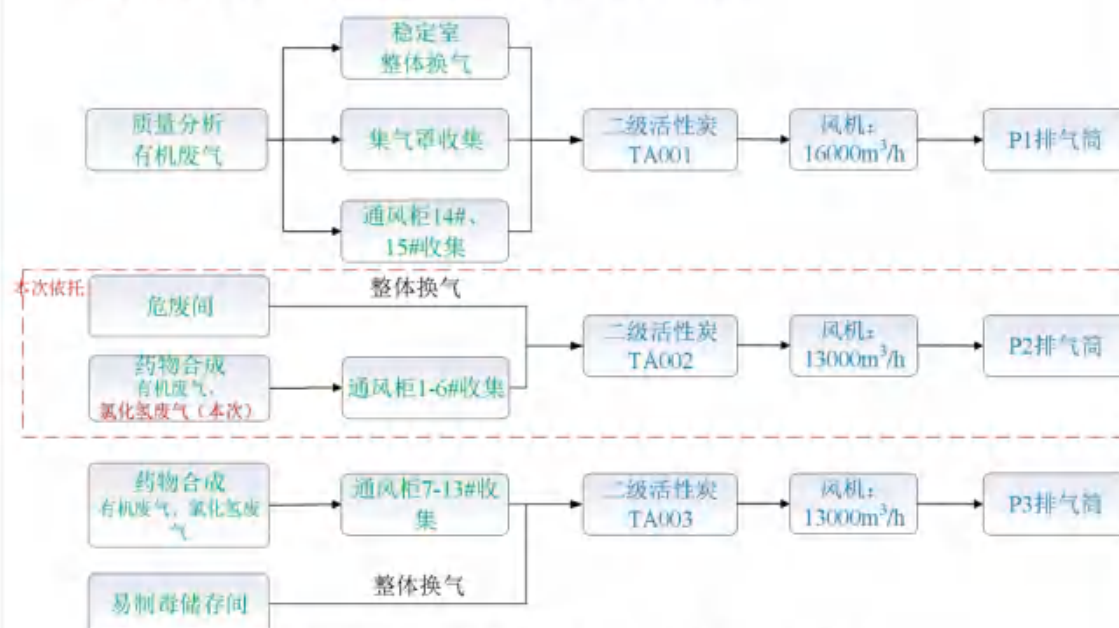 稳定室
整体换气
质量分析
有机废气
集气罩收集
二级活性炭
TA001
风机：
16000m³/h
P1排气筒
通风柜14#、
15#收集
本次依托
危废间
整体换气
二级活性炭
TA002
风机：
13000m³/h
P2排气筒
药物合成
有机废气，
氯化氢废气（本次）
通风柜1-6#收集
药物合成
有机废气，氯化氢废
气
通风柜7-13#收
集
二级活性炭
TA003
风机：
13000m³/h
P3排气筒
易制毒储存间
整体换气